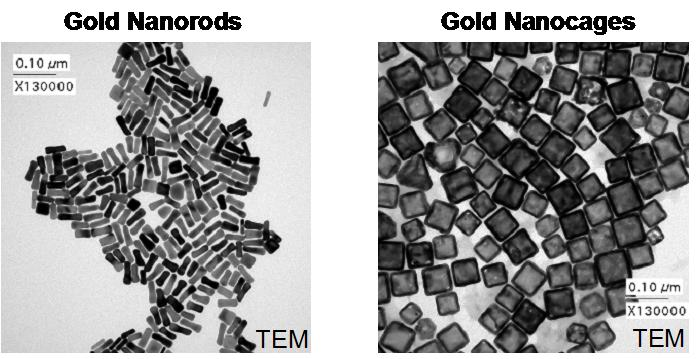 Gold Nanorods
0.10 µm
X130000
TEM
Gold Nanocages
0.10 µm
X130000
TEM